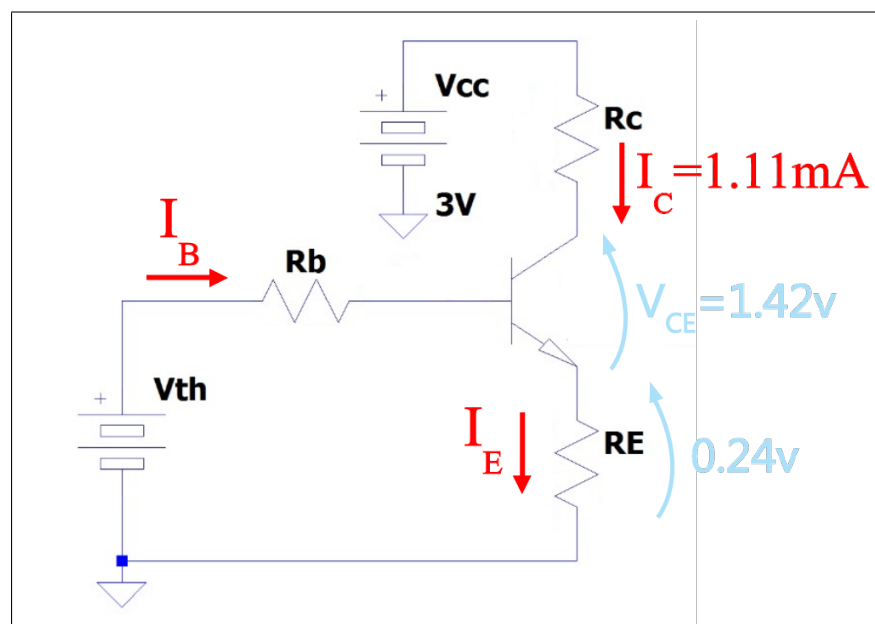 Vcc
+
Rc
I_C=1.11mA
3V
I_B
Rb
V_CE=1.42v
Vth
+
I_E
RE
0.24v